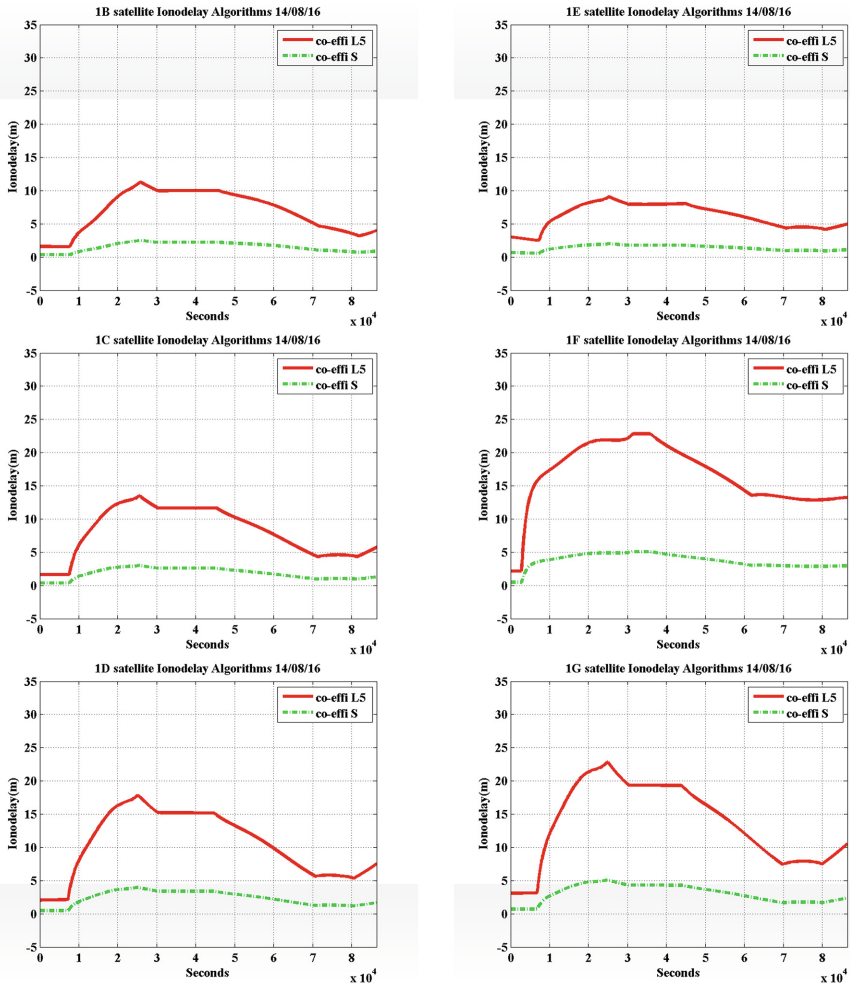 1B satellite Ionodelay Algorithms 14/08/16
35
30
25
20
15
10
5
0
-5
Ionodelay(m)
co-effi L5
co-effi S
0 1 2 3 4 5 6 7 8
Seconds
x 10^4
1E satellite Ionodelay Algorithms 14/08/16
35
30
25
20
15
10
5
0
-5
Ionodelay(m)
co-effi L5
co-effi S
0 1 2 3 4 5 6 7 8
Seconds
x 10^4
1C satellite Ionodelay Algorithms 14/08/16
35
30
25
20
15
10
5
0
-5
Ionodelay(m)
co-effi L5
co-effi S
0 1 2 3 4 5 6 7 8
Seconds
x 10^4
1F satellite Ionodelay Algorithms 14/08/16
35
30
25
20
15
10
5
0
-5
Ionodelay(m)
co-effi L5
co-effi S
0 1 2 3 4 5 6 7 8
Seconds
x 10^4
1D satellite Ionodelay Algorithms 14/08/16
35
30
25
20
15
10
5
0
-5
Ionodelay(m)
co-effi L5
co-effi S
0 1 2 3 4 5 6 7 8
Seconds
x 10^4
1G satellite Ionodelay Algorithms 14/08/16
35
30
25
20
15
10
5
0
-5
Ionodelay(m)
co-effi L5
co-effi S
0 1 2 3 4 5 6 7 8
Seconds
x 10^4